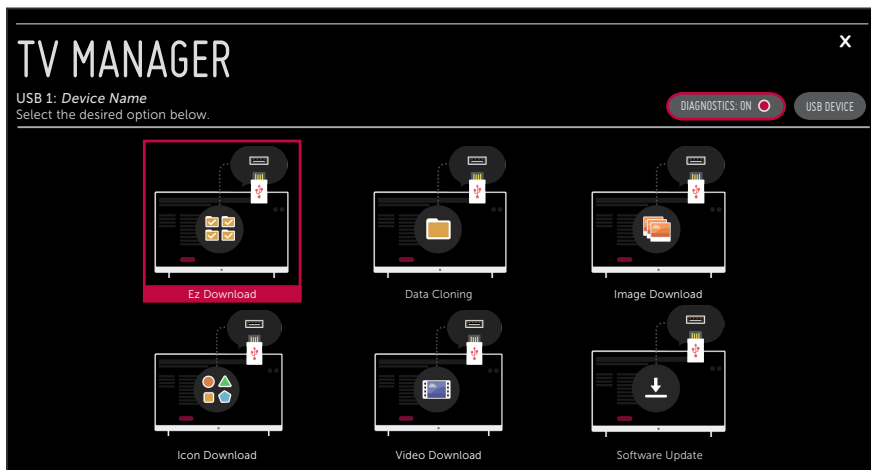 TV MANAGER
X
USB 1: Device Name
Select the desired option below.
DIAGNOSTICS: ON
USB DEVICE
Ez Download
Data Cloning
Image Download
Icon Download
Video Download
Software Update